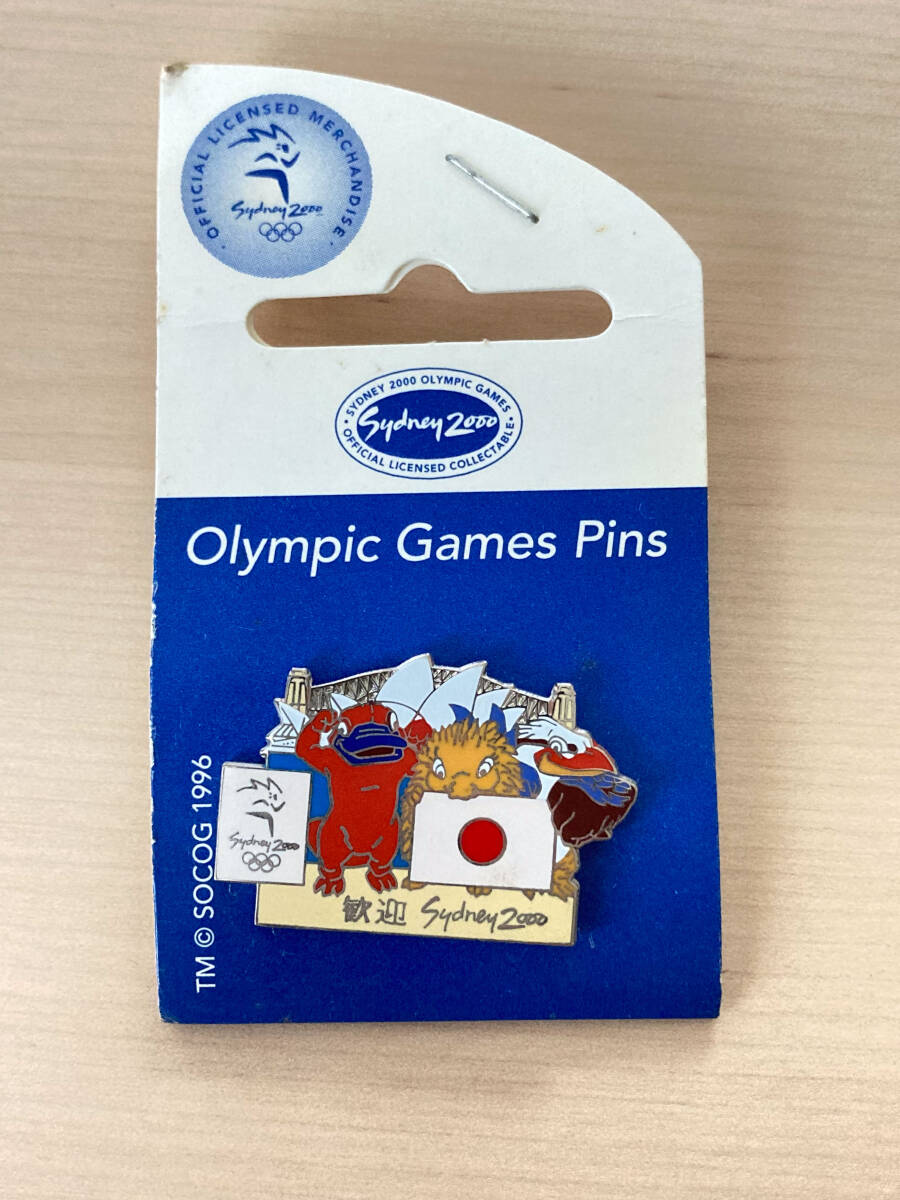 · OFFICIAL LICENSED MERCHANDISE ·
Sydney 2000
· SYDNEY 2000 OLYMPIC GAMES ·
Sydney 2000
OFFICIAL LICENSED COLLECTABLE
Olympic Games Pins
Sydney 2000
歓迎 Sydney 2000
TM © SOCOG 1996